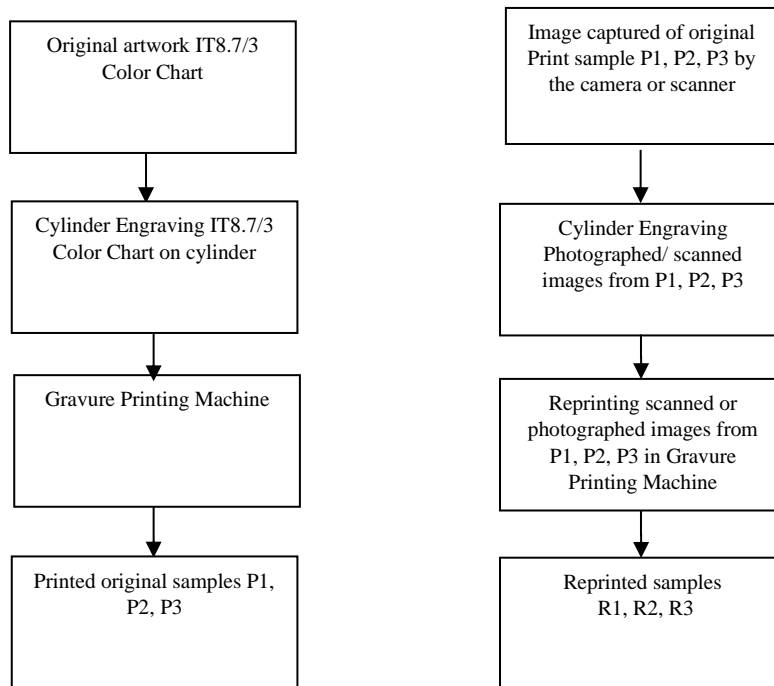 Original artwork IT8.7/3
Color Chart
Cylinder Engraving IT8.7/3
Color Chart on cylinder
Gravure Printing Machine
Printed original samples P1,
P2, P3
Image captured of original
Print sample P1, P2, P3 by
the camera or scanner
Cylinder Engraving
Photographed/ scanned
images from P1, P2, P3
Reprinting scanned or
photographed images from
P1, P2, P3 in Gravure
Printing Machine
Reprinted samples
R1, R2, R3